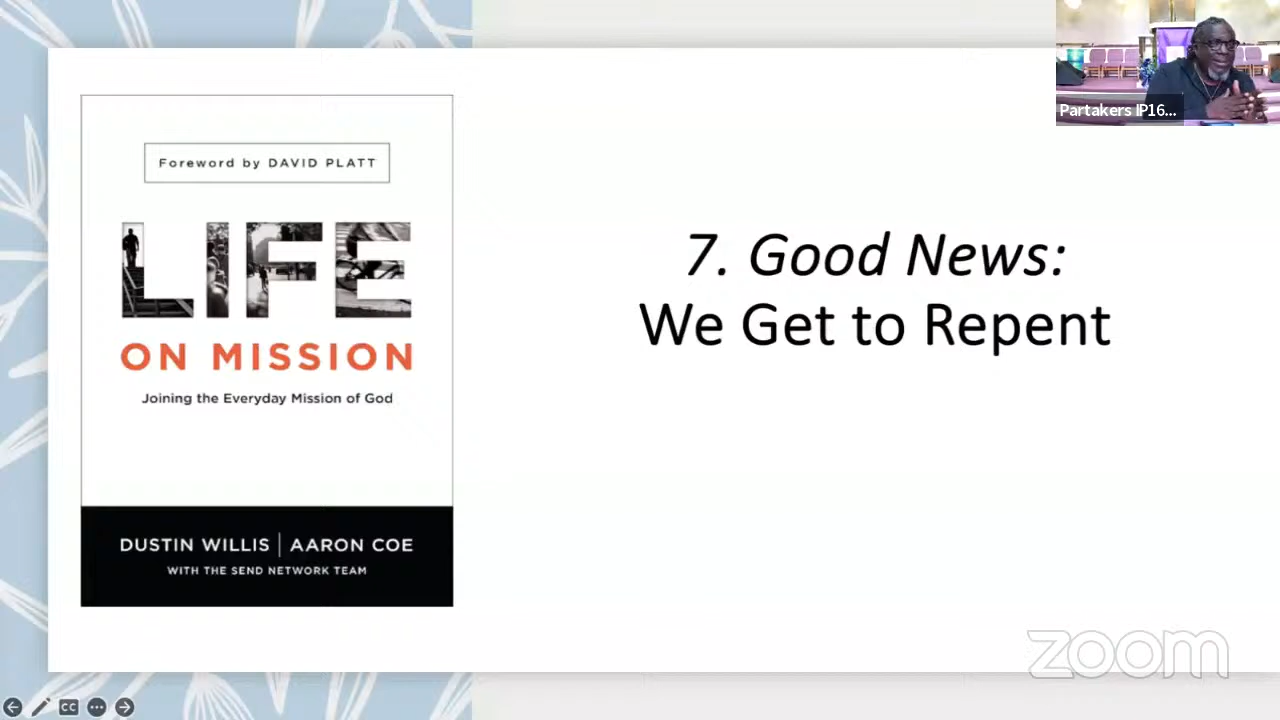 Foreword by DAVID PLATT
LIFE
ON MISSION
Joining the Everyday Mission of God
DUSTIN WILLIS | AARON COE
WITH THE SEND NETWORK TEAM
7. Good News:
We Get to Repent
Partakers IP16...
zoom
CC